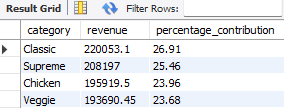 Result Grid Filter Rows:
category revenue percentage_contribution
Classic 220053.1 26.91
Supreme 208197 25.46
Chicken 195919.5 23.96
Veggie 193690.45 23.68